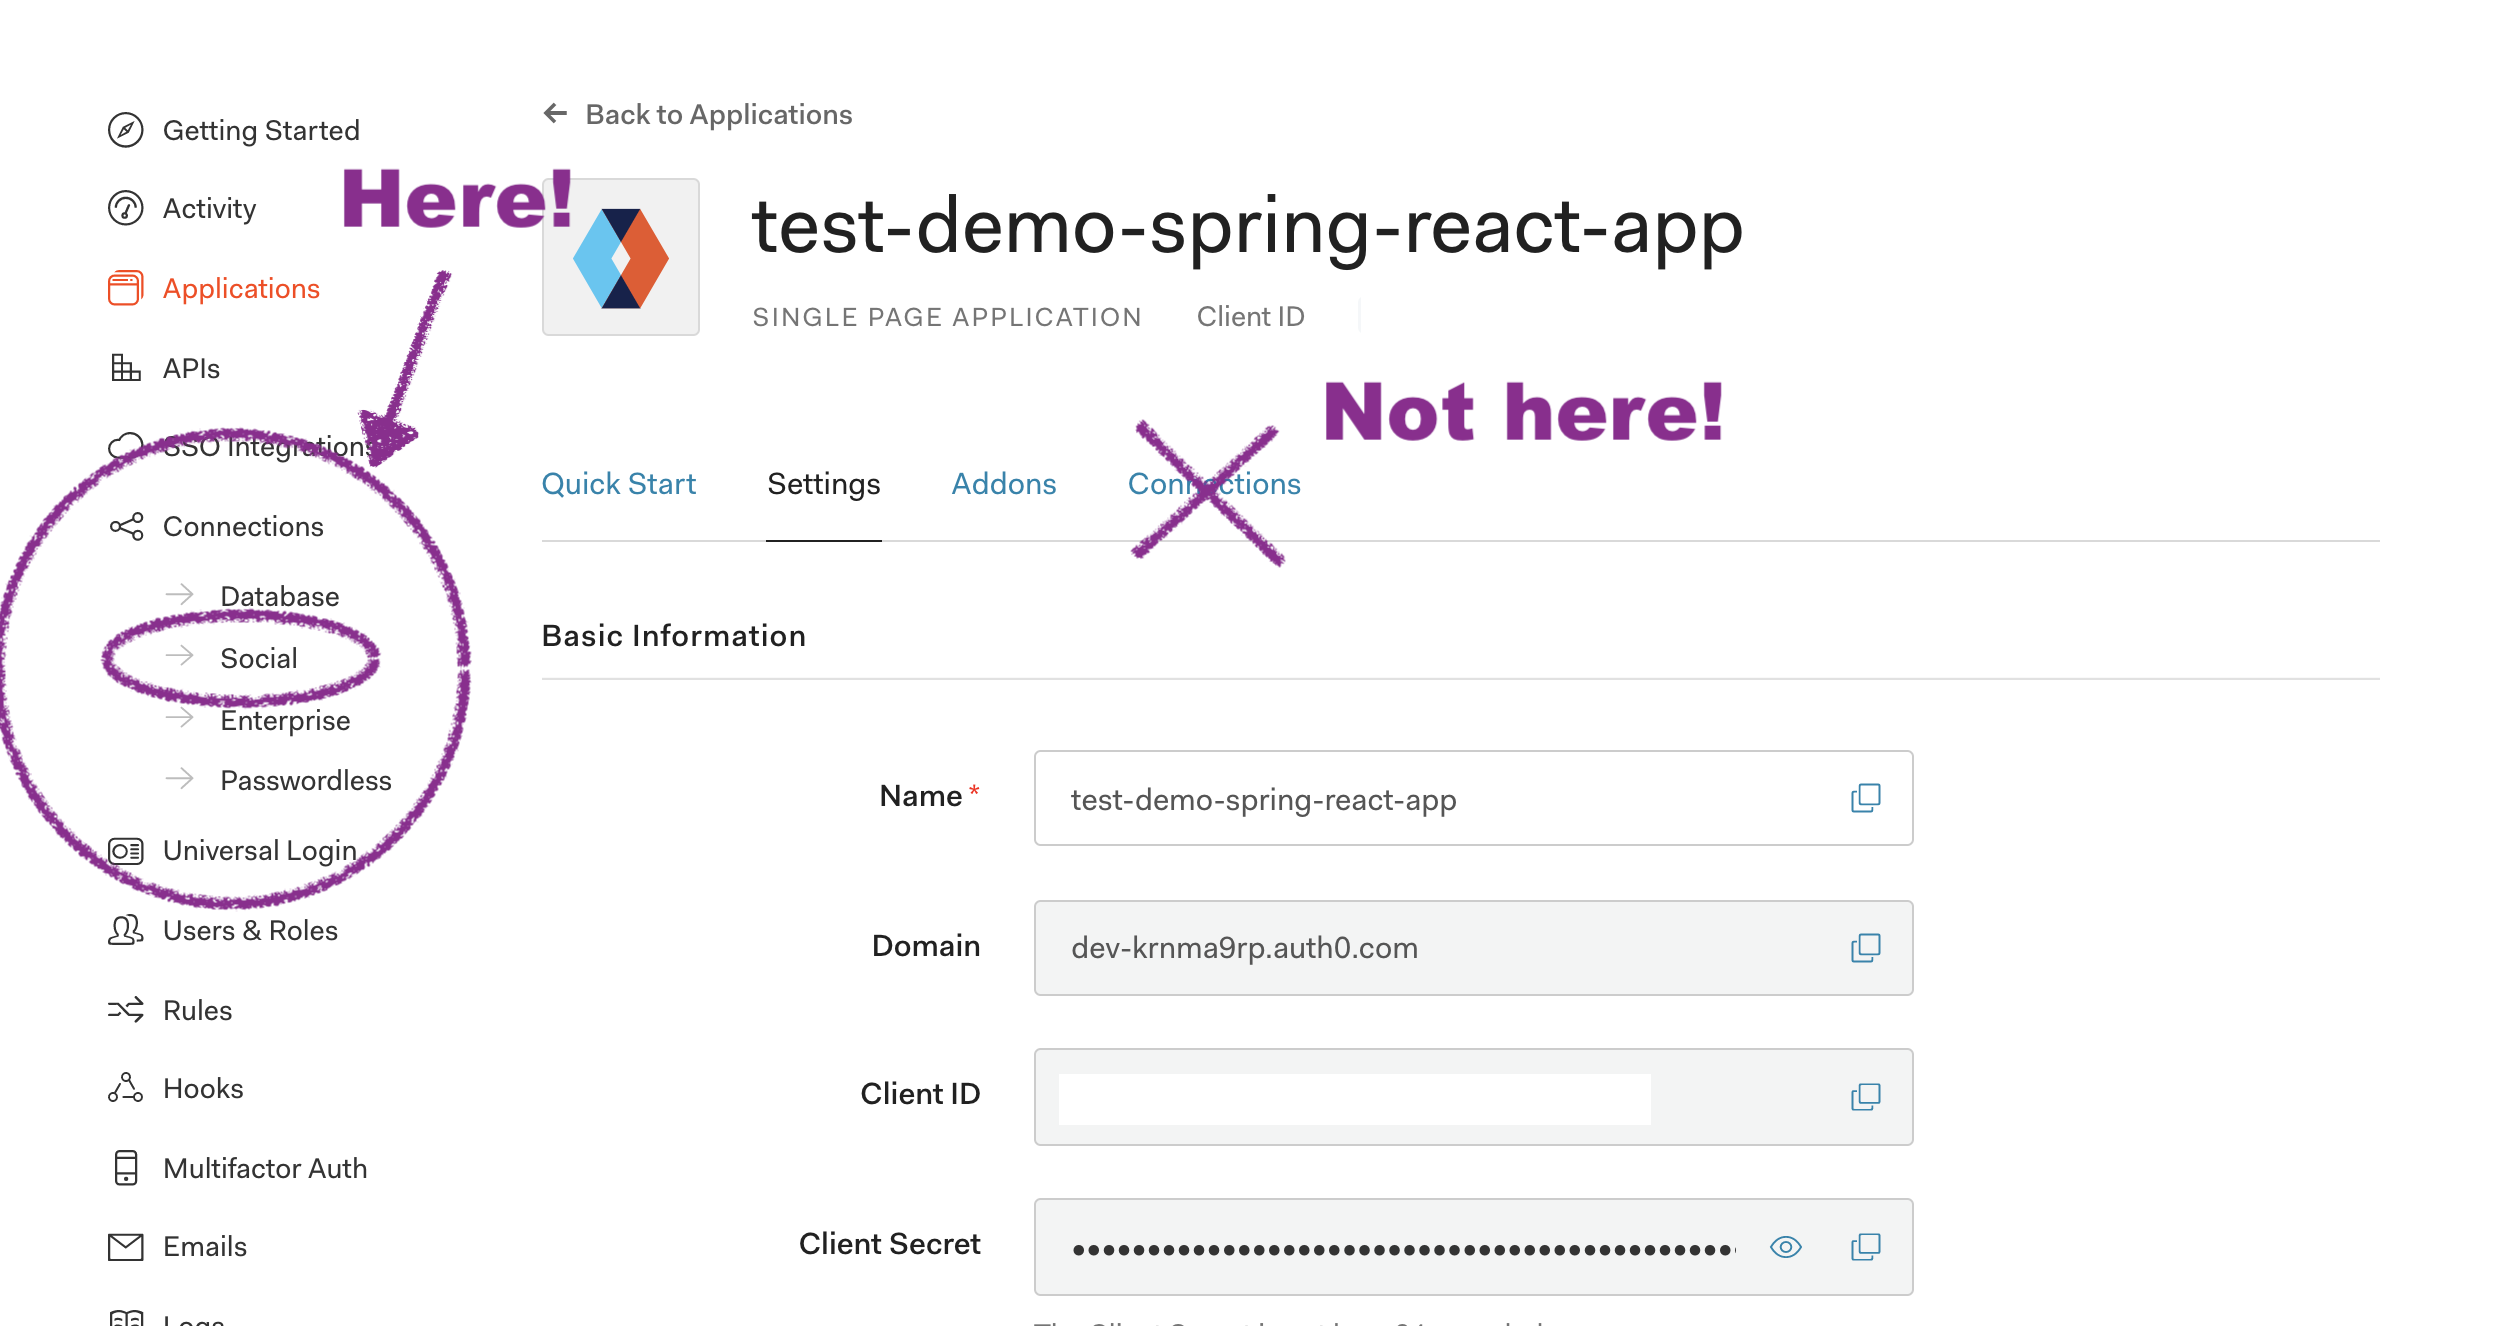 Getting Started
Activity
Applications
APIs
SSO Integrations
Connections
Database
Social
Enterprise
Passwordless
Universal Login
Users & Roles
Rules
Hooks
Multifactor Auth
Emails
Logs
Here!
Back to Applications
test-demo-spring-react-app
SINGLE PAGE APPLICATION Client ID
Not here!
Quick Start Settings Addons Connections
Basic Information
Name * test-demo-spring-react-app
Domain dev-krnma9rp.auth0.com
Client ID
Client Secret